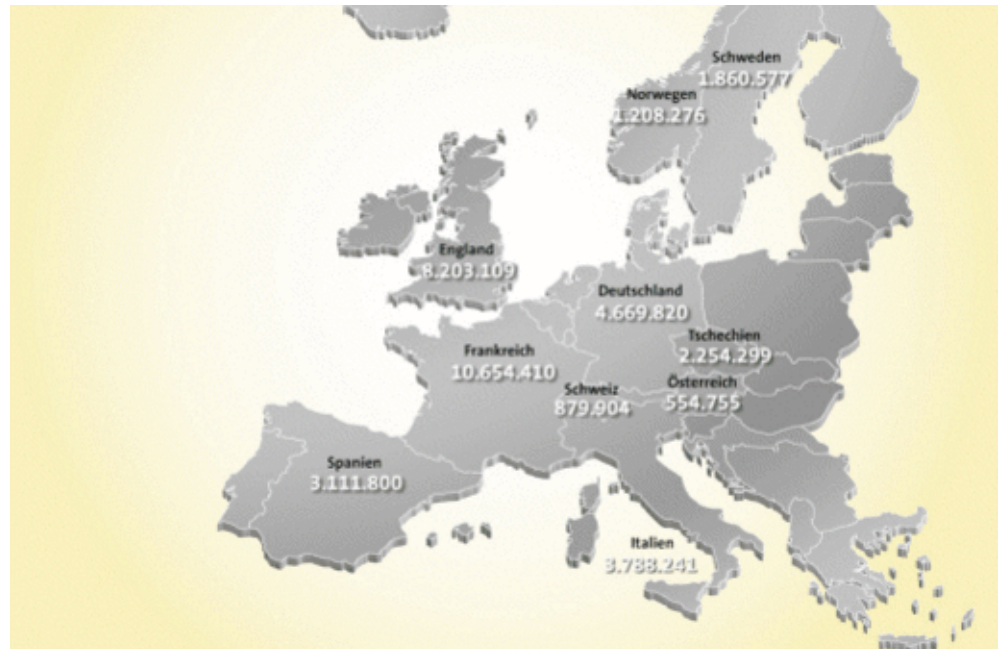 Schweden
1.860.577
Norwegen
1.208.276
England
8.203.109
Deutschland
4.669.820
Tschechien
2.254.299
Frankreich
10.654.410
Österreich
554.755
Schweiz
879.904
Spanien
3.111.800
Italien
3.788.241